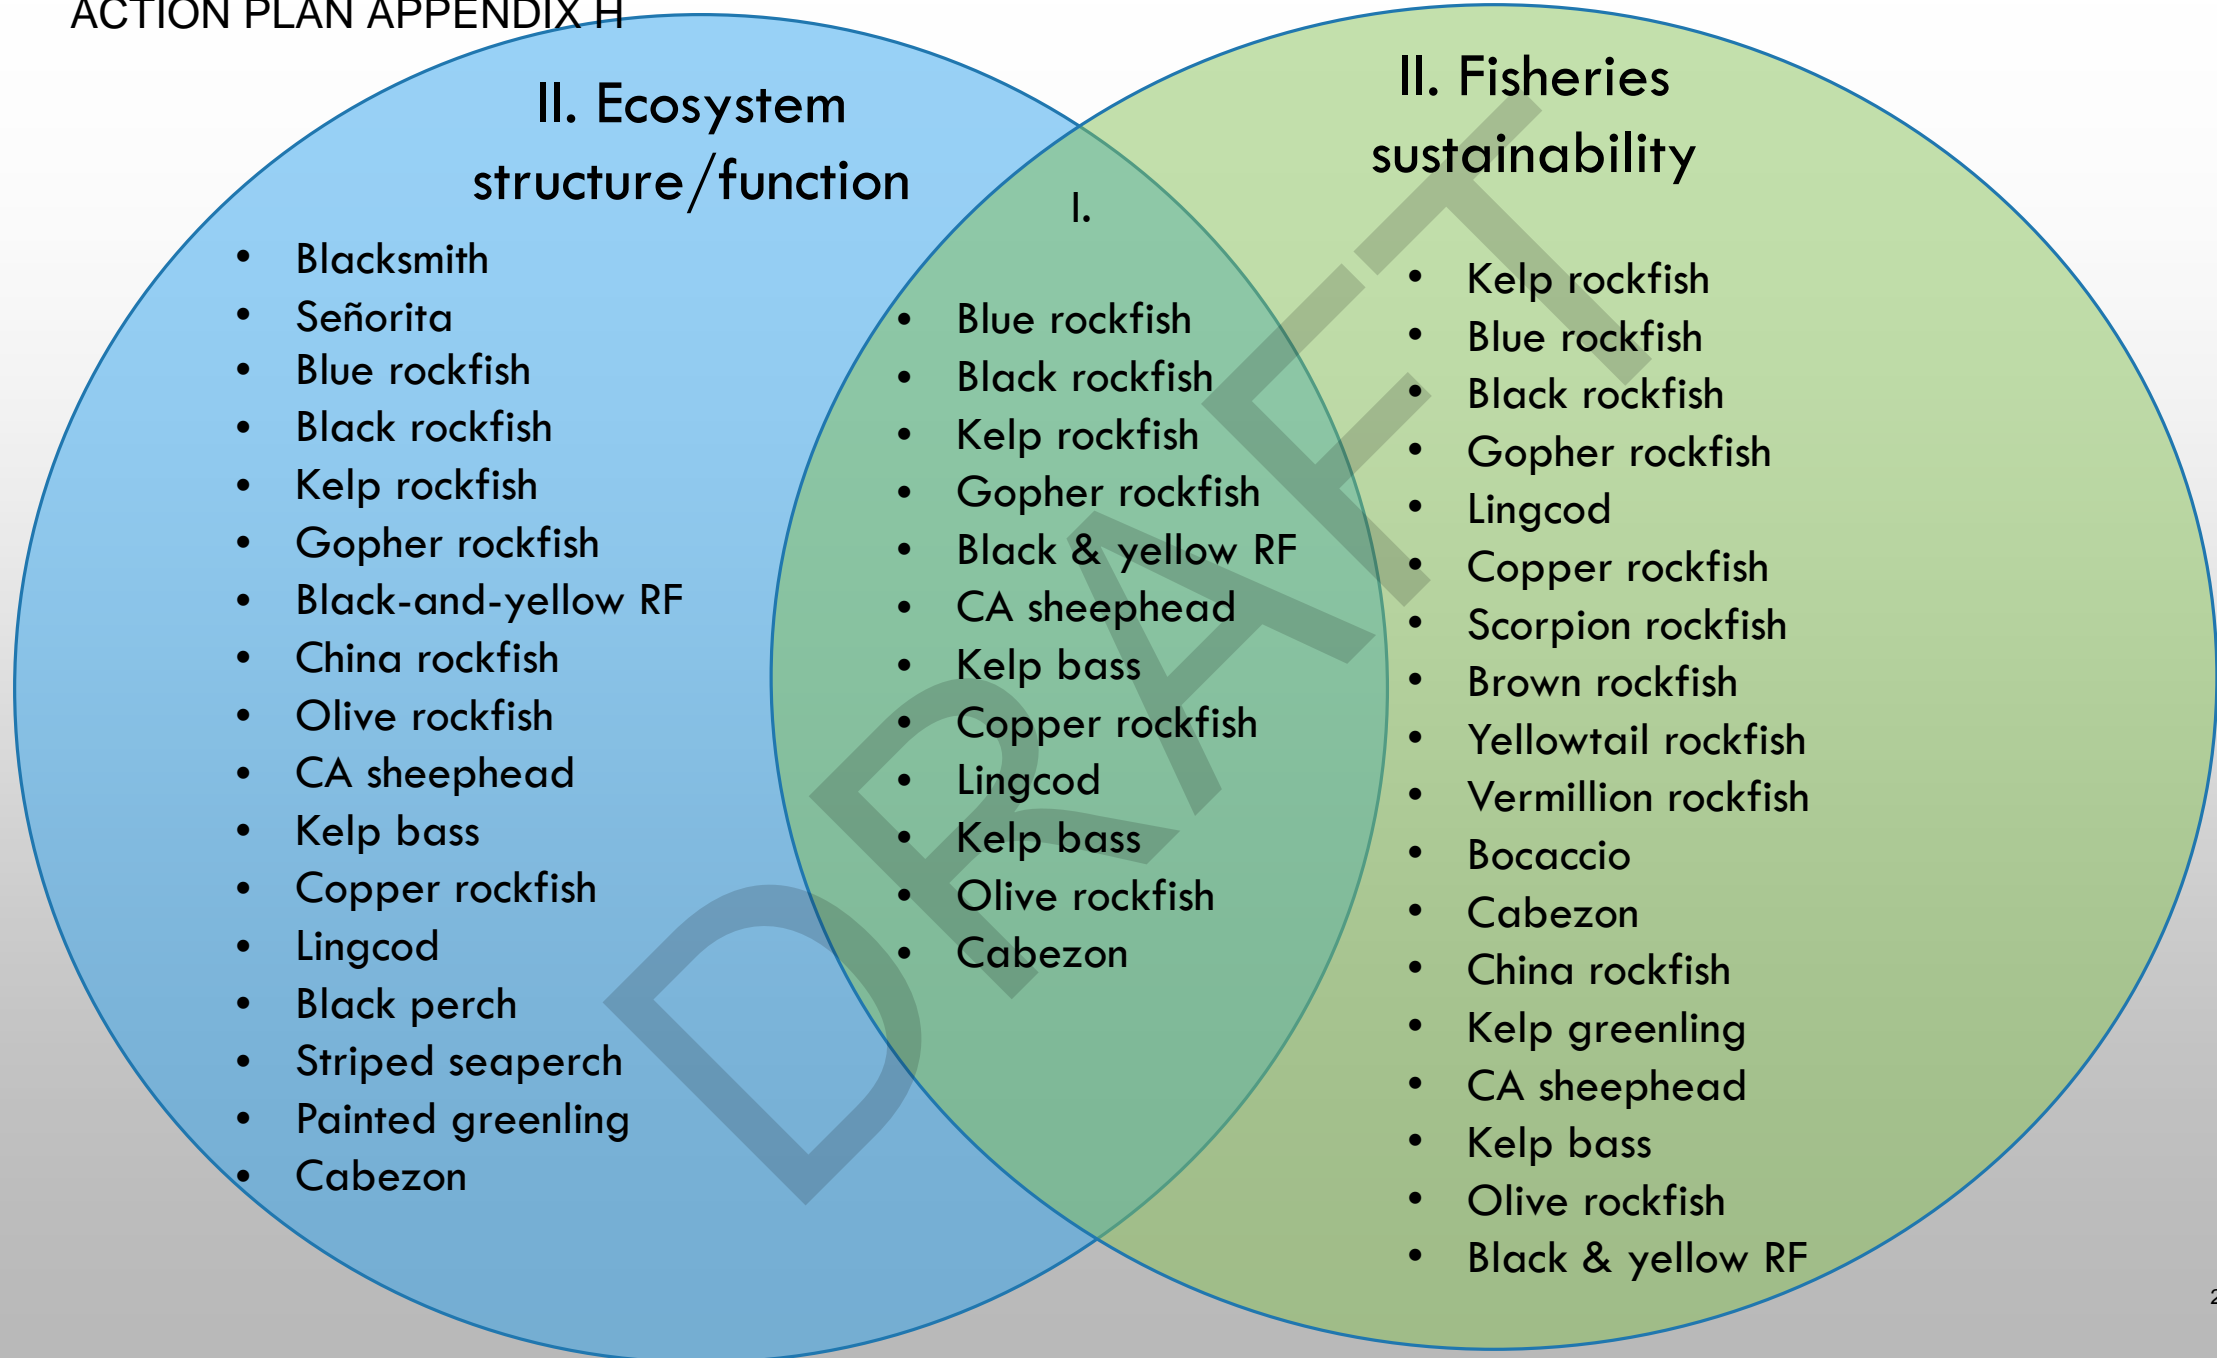 ACTION PLAN APPENDIX H
II. Ecosystem
structure/function
• Blacksmith
• Señorita
• Blue rockfish
• Black rockfish
• Kelp rockfish
• Gopher rockfish
• Black-and-yellow RF
• China rockfish
• Olive rockfish
• CA sheephead
• Kelp bass
• Copper rockfish
• Lingcod
• Black perch
• Striped seaperch
• Painted greenling
• Cabezon
I.
• Blue rockfish
• Black rockfish
• Kelp rockfish
• Gopher rockfish
• Black & yellow RF
• CA sheephead
• Kelp bass
• Copper rockfish
• Lingcod
• Kelp bass
• Olive rockfish
• Cabezon
II. Fisheries
sustainability
• Kelp rockfish
• Blue rockfish
• Black rockfish
• Gopher rockfish
• Lingcod
• Copper rockfish
• Scorpion rockfish
• Brown rockfish
• Yellowtail rockfish
• Vermillion rockfish
• Bocaccio
• Cabezon
• China rockfish
• Kelp greenling
• CA sheephead
• Kelp bass
• Olive rockfish
• Black & yellow RF
DRAFT